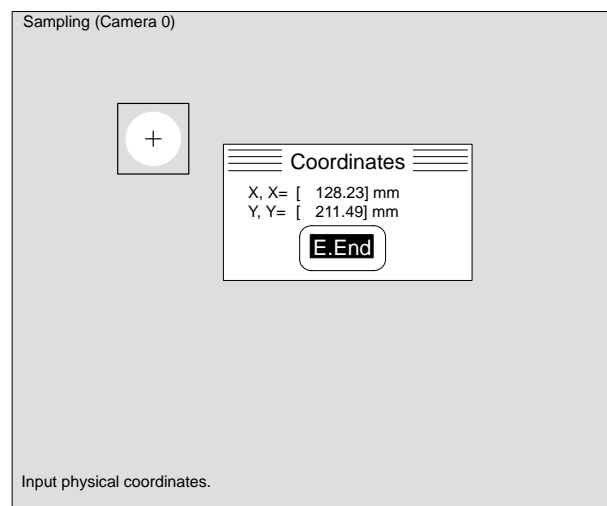 Sampling (Camera 0)
Coordinates
X, X= [ 128.23] mm
Y, Y= [ 211.49] mm
E.End
Input physical coordinates.